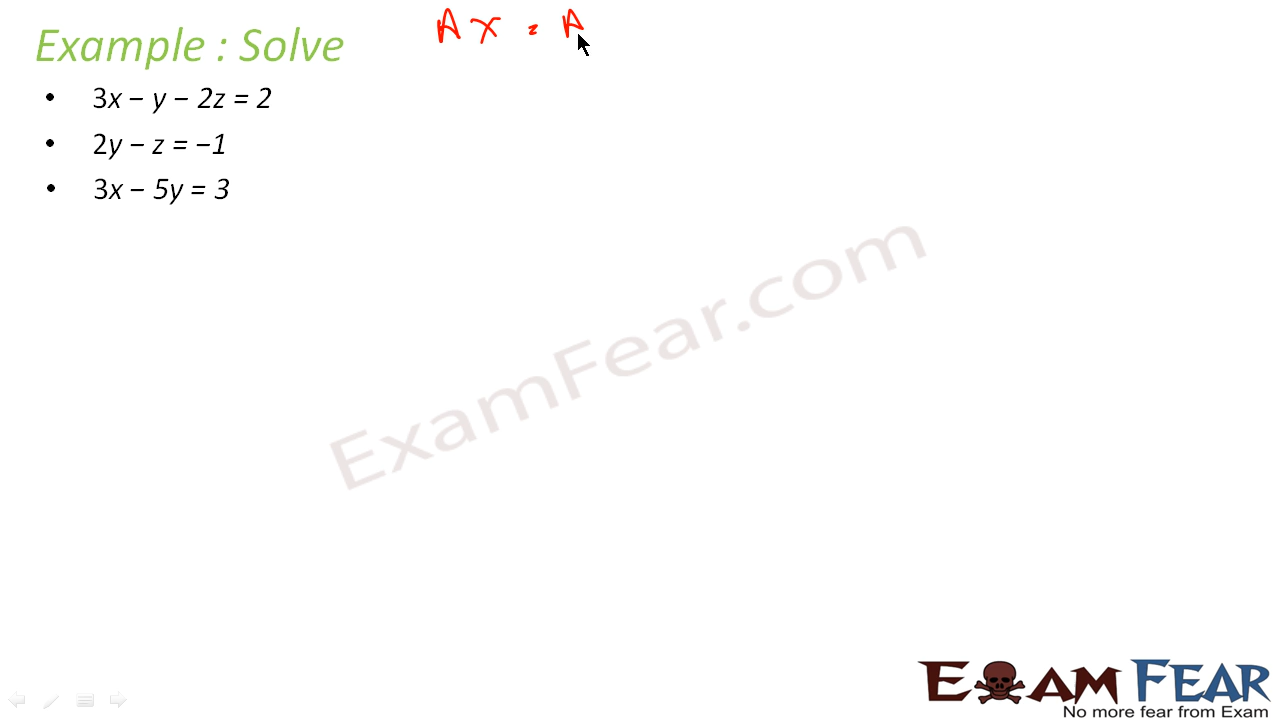 Example : Solve
A X = A
• 3x − y − 2z = 2
• 2y − z = −1
• 3x − 5y = 3
ExamFear.com
EXAM FEAR
No more fear from Exam